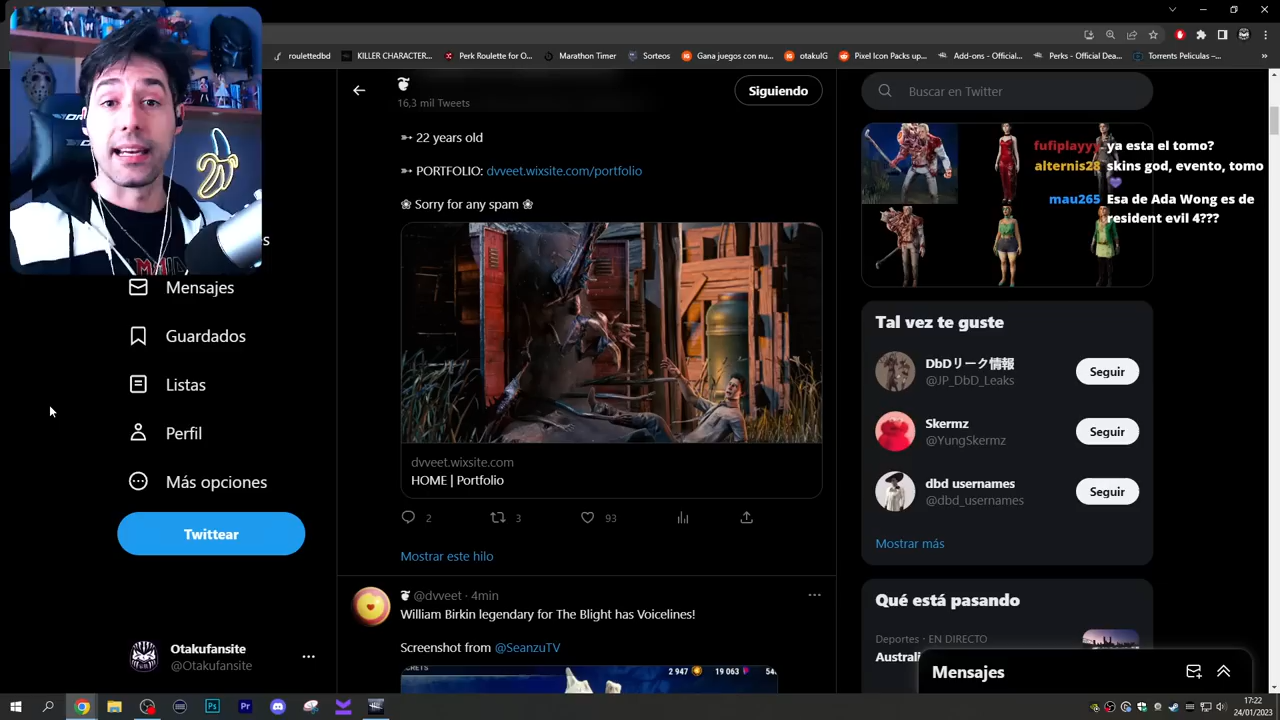 roulettedbd
KILLER CHARACTER...
Perk Roulette for O...
Marathon Timer
Sorteos
Gana juegos con nu...
otakulG
Pixel Icon Packs up...
Add-ons - Official...
Perks - Official Dea...
Torrents Peliculas –...
16,3 mil Tweets
Siguiendo
Buscar en Twitter
➳ 22 years old
➳ PORTFOLIO: dvveet.wixsite.com/portfolio
❀ Sorry for any spam ❀
dvveet.wixsite.com
HOME | Portfolio
2
3
93
Mostrar este hilo
❦ @dvveet · 4min
William Birkin legendary for The Blight has Voicelines!
Screenshot from @SeanzuTV
2 947
19 063
Mensajes
Guardados
Listas
Perfil
Más opciones
Twittear
Otakufansite
@Otakufansite
fufiplayyy ya esta el tomo?
alternis28 skins god, evento, tomo
💜
mau265 Esa de Ada Wong es de
resident evil 4???
Tal vez te guste
DbDリーク情報
@JP_DbD_Leaks
Seguir
Skermz
@YungSkermz
Seguir
dbd usernames
@dbd_usernames
Seguir
Mostrar más
Qué está pasando
Deportes · EN DIRECTO
Australi
Mensajes
17:22
24/01/2023